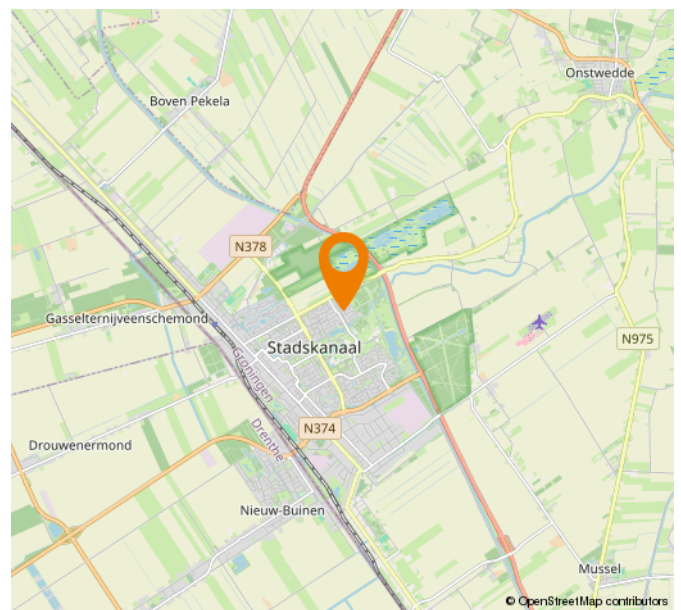 Onstwedde
Boven Pekela
N378
Gasselternijveenschemond
N975
Stadskanaal
Groningen
N374
Drouwenermond
Drenthe
Nieuw-Buinen
Mussel
© OpenStreetMap contributors